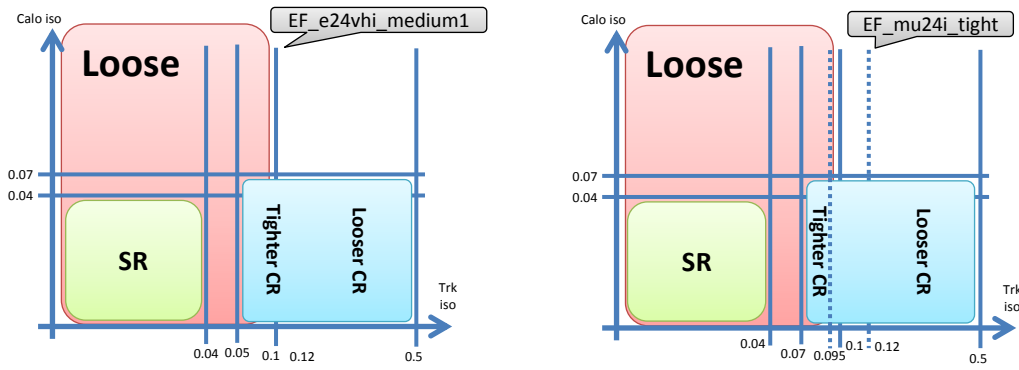 Calo iso
EF_e24vhi_medium1
Loose
0.07
0.04
SR
Tighter CR
Looser CR
Trk
iso
0.04
0.05
0.1
0.12
0.5
Calo iso
EF_mu24i_tight
Loose
0.07
0.04
SR
Tighter CR
Looser CR
Trk
iso
0.04
0.07
0.095
0.1
0.12
0.5